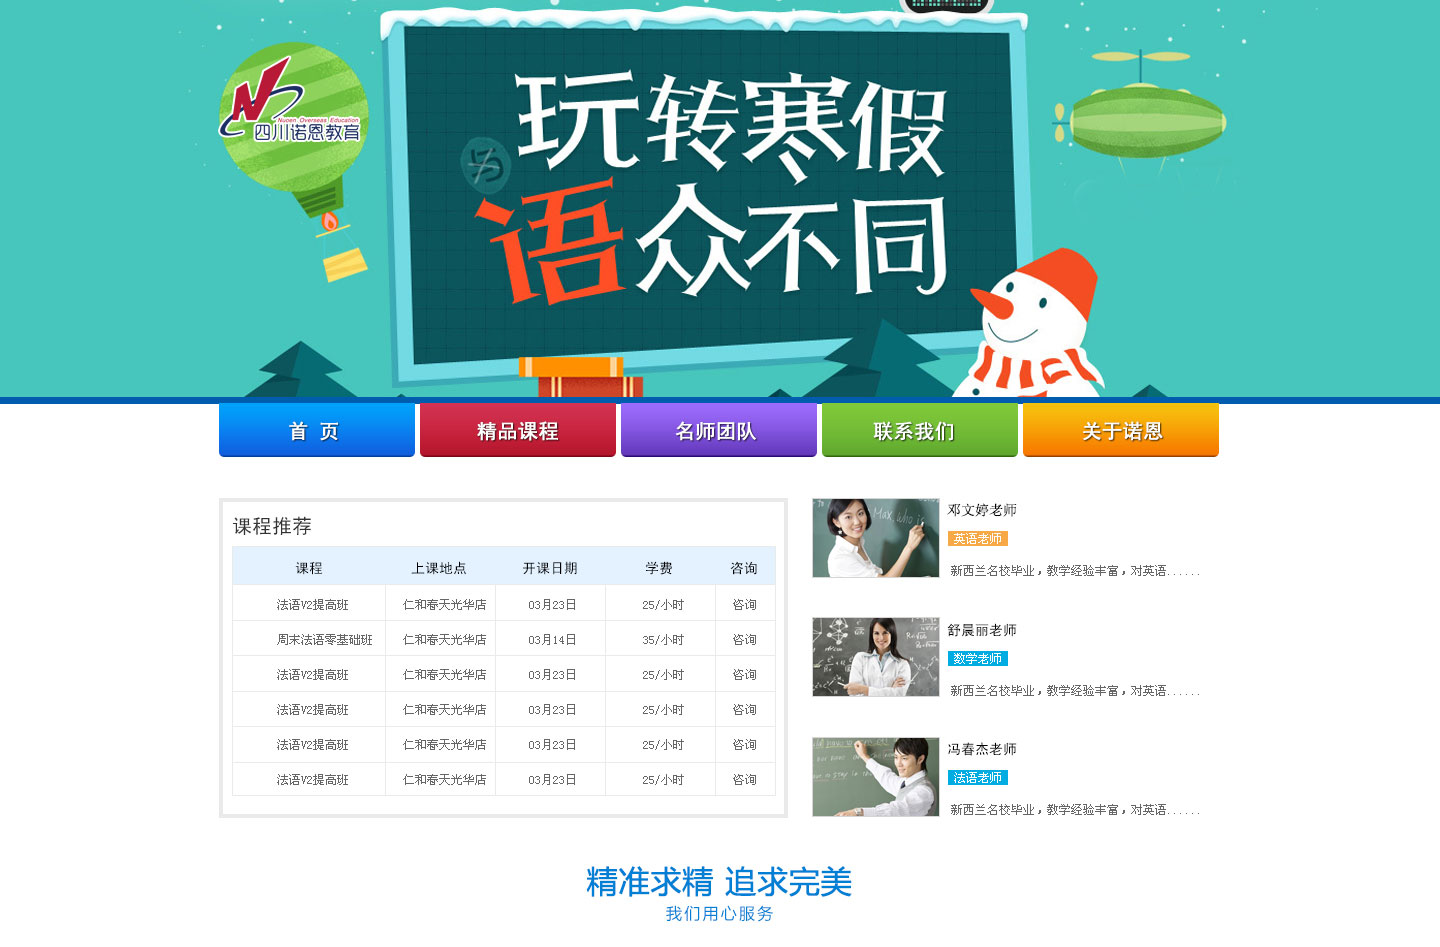 Nuoen Overseas Education
四川诺恩教育
玩转寒假
与
语众不同
首 页
精品课程
名师团队
联系我们
关于诺恩
课程推荐
课程 上课地点 开课日期 学费 咨询
法语V2提高班 仁和春天光华店 03月23日 25/小时 咨询
周末法语零基础班 仁和春天光华店 03月14日 35/小时 咨询
法语V2提高班 仁和春天光华店 03月23日 25/小时 咨询
法语V2提高班 仁和春天光华店 03月23日 25/小时 咨询
法语V2提高班 仁和春天光华店 03月23日 25/小时 咨询
法语V2提高班 仁和春天光华店 03月23日 25/小时 咨询
Max who is
邓文婷老师
英语老师
新西兰名校毕业，教学经验丰富，对英语......
舒晨丽老师
数学老师
新西兰名校毕业，教学经验丰富，对英语......
冯春杰老师
法语老师
新西兰名校毕业，教学经验丰富，对英语......
精准求精 追求完美
我们用心服务